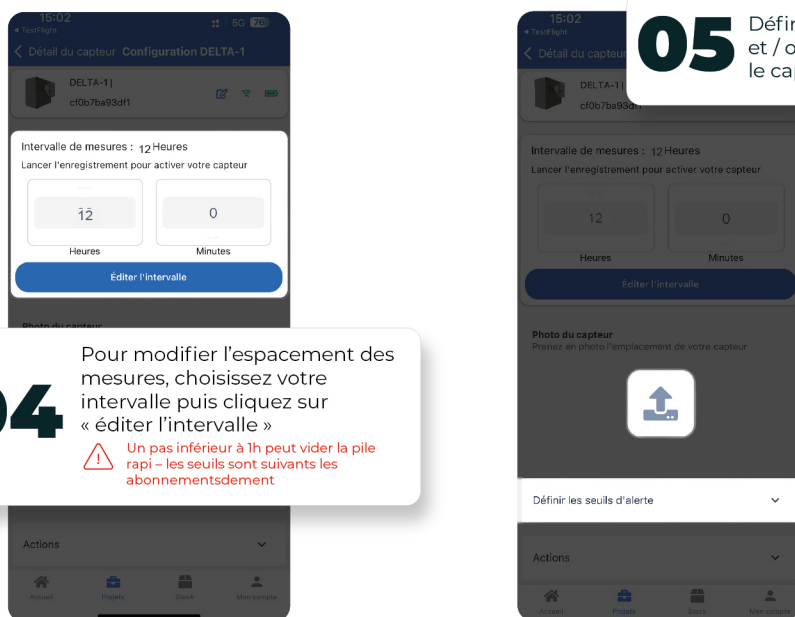 15:02
5G 76
◄ TestFlight
Détail du capteur Configuration DELTA-1
DELTA-1 |
cf0b7ba93df1
Intervalle de mesures : 12 Heures
Lancer l'enregistrement pour activer votre capteur
12
0
Heures
Minutes
Éditer l'intervalle
Photo du capteur
04
Pour modifier l'espacement des
mesures, choisissez votre
intervalle puis cliquez sur
« éditer l'intervalle »
Un pas inférieur à 1h peut vider la pile
rapi – les seuils sont suivants les
abonnementsdement
Actions
Accueil
Projets
Stock
Mon compte
15:02
◄ TestFlight
Détail du capteur
05
Défin
et / o
le cap
DELTA-1 |
cf0b7ba93df1
Intervalle de mesures : 12 Heures
Lancer l'enregistrement pour activer votre capteur
12
0
Heures
Minutes
Éditer l'intervalle
Photo du capteur
Prenez en photo l'emplacement de votre capteur
Définir les seuils d'alerte
Actions
Accueil
Projets
Stock
Mon compte